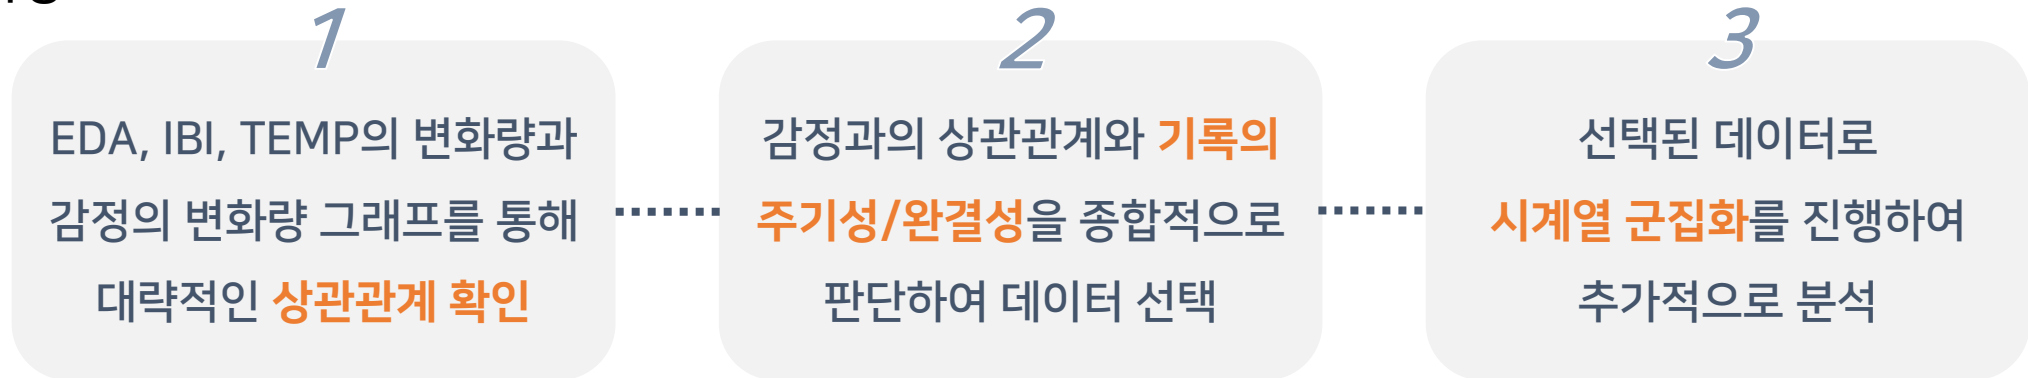 1
EDA, IBI, TEMP의 변화량과
감정의 변화량 그래프를 통해
대략적인 상관관계 확인
2
감정과의 상관관계와 기록의
주기성/완결성을 종합적으로
판단하여 데이터 선택
3
선택된 데이터로
시계열 군집화를 진행하여
추가적으로 분석